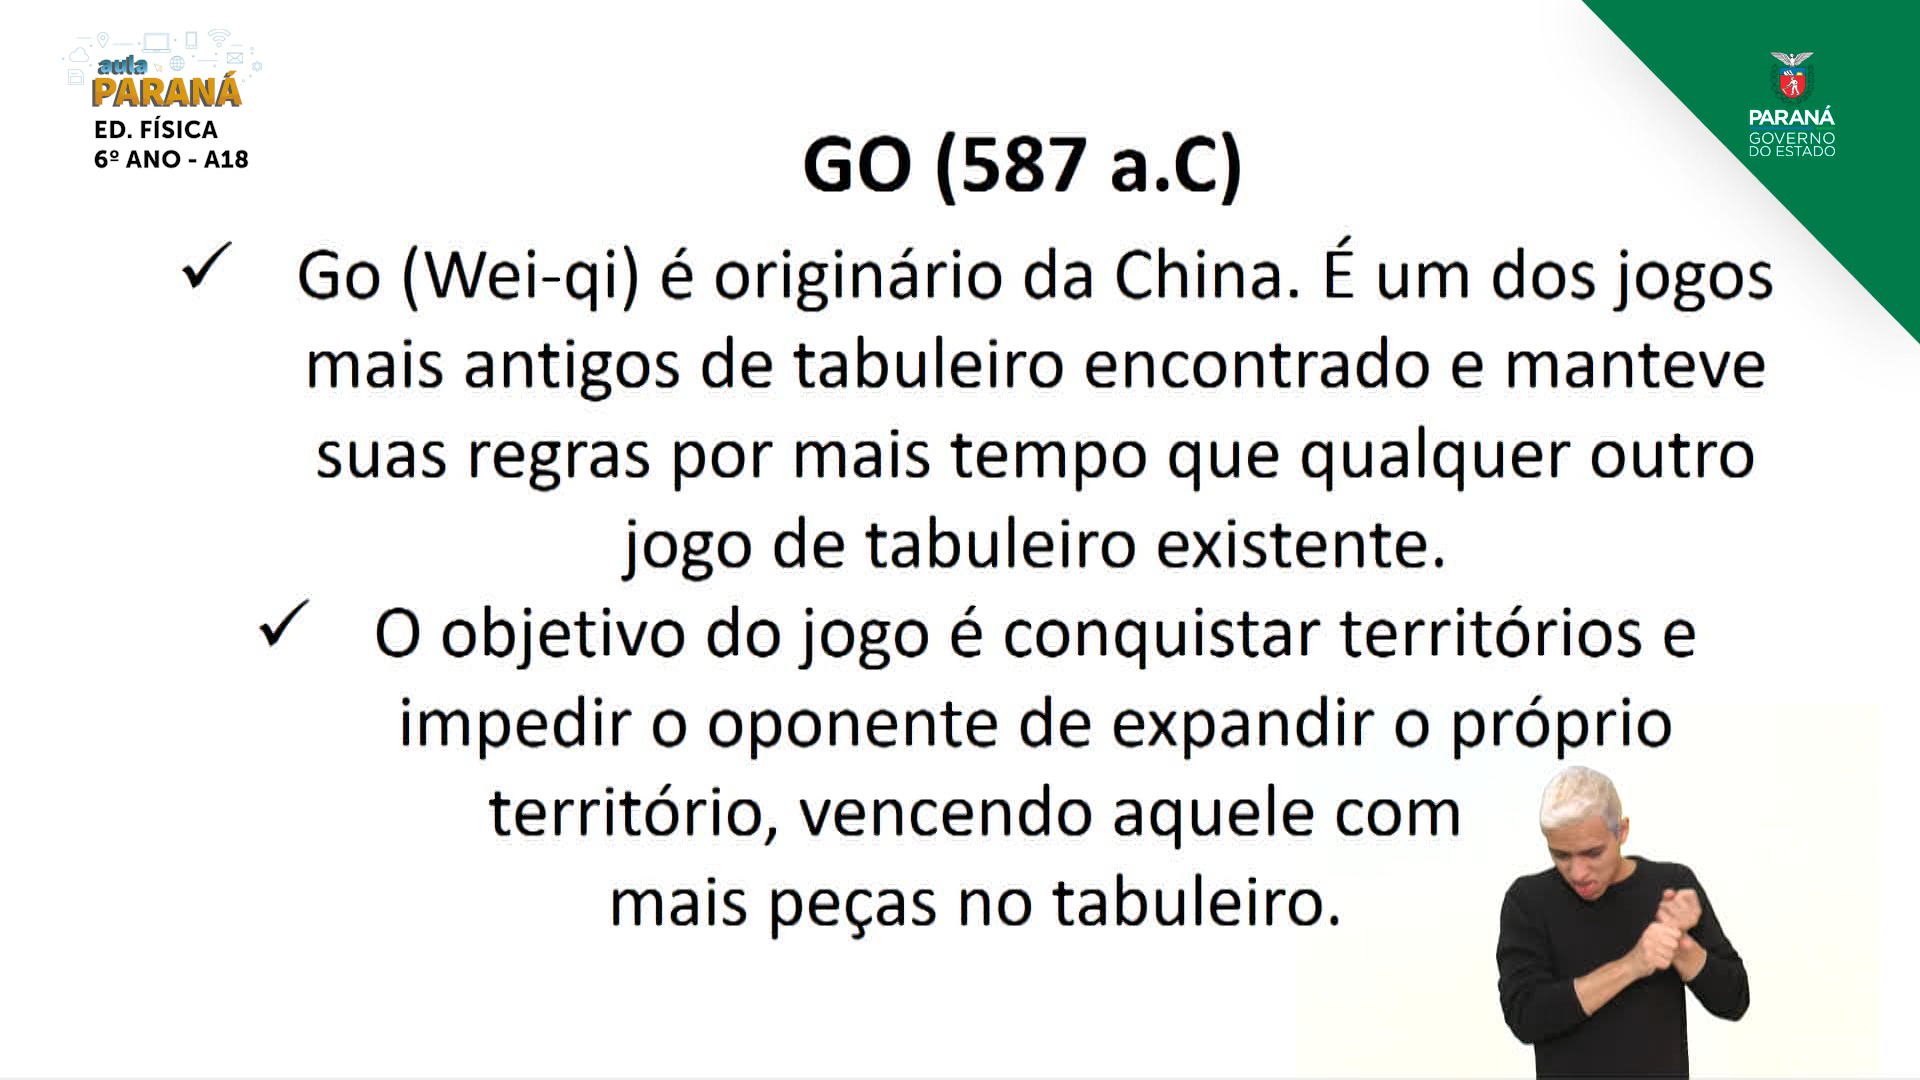 aula
PARANÁ
ED. FÍSICA
6º ANO - A18
PARANÁ
GOVERNO
DO ESTADO
GO (587 a.C)
✓ Go (Wei-qi) é originário da China. É um dos jogos
mais antigos de tabuleiro encontrado e manteve
suas regras por mais tempo que qualquer outro
jogo de tabuleiro existente.
✓ O objetivo do jogo é conquistar territórios e
impedir o oponente de expandir o próprio
território, vencendo aquele com
mais peças no tabuleiro.